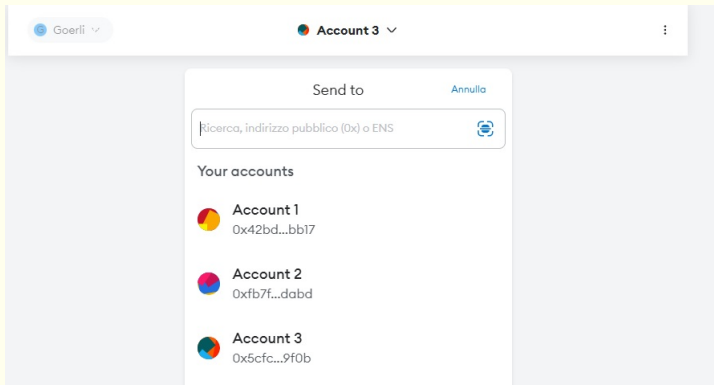 G Goerli
Account 3
Send to
Annulla
Ricerca, indirizzo pubblico (0x) o ENS
Your accounts
Account 1
0x42bd...bb17
Account 2
0xfb7f...dabd
Account 3
0x5cfc...9f0b